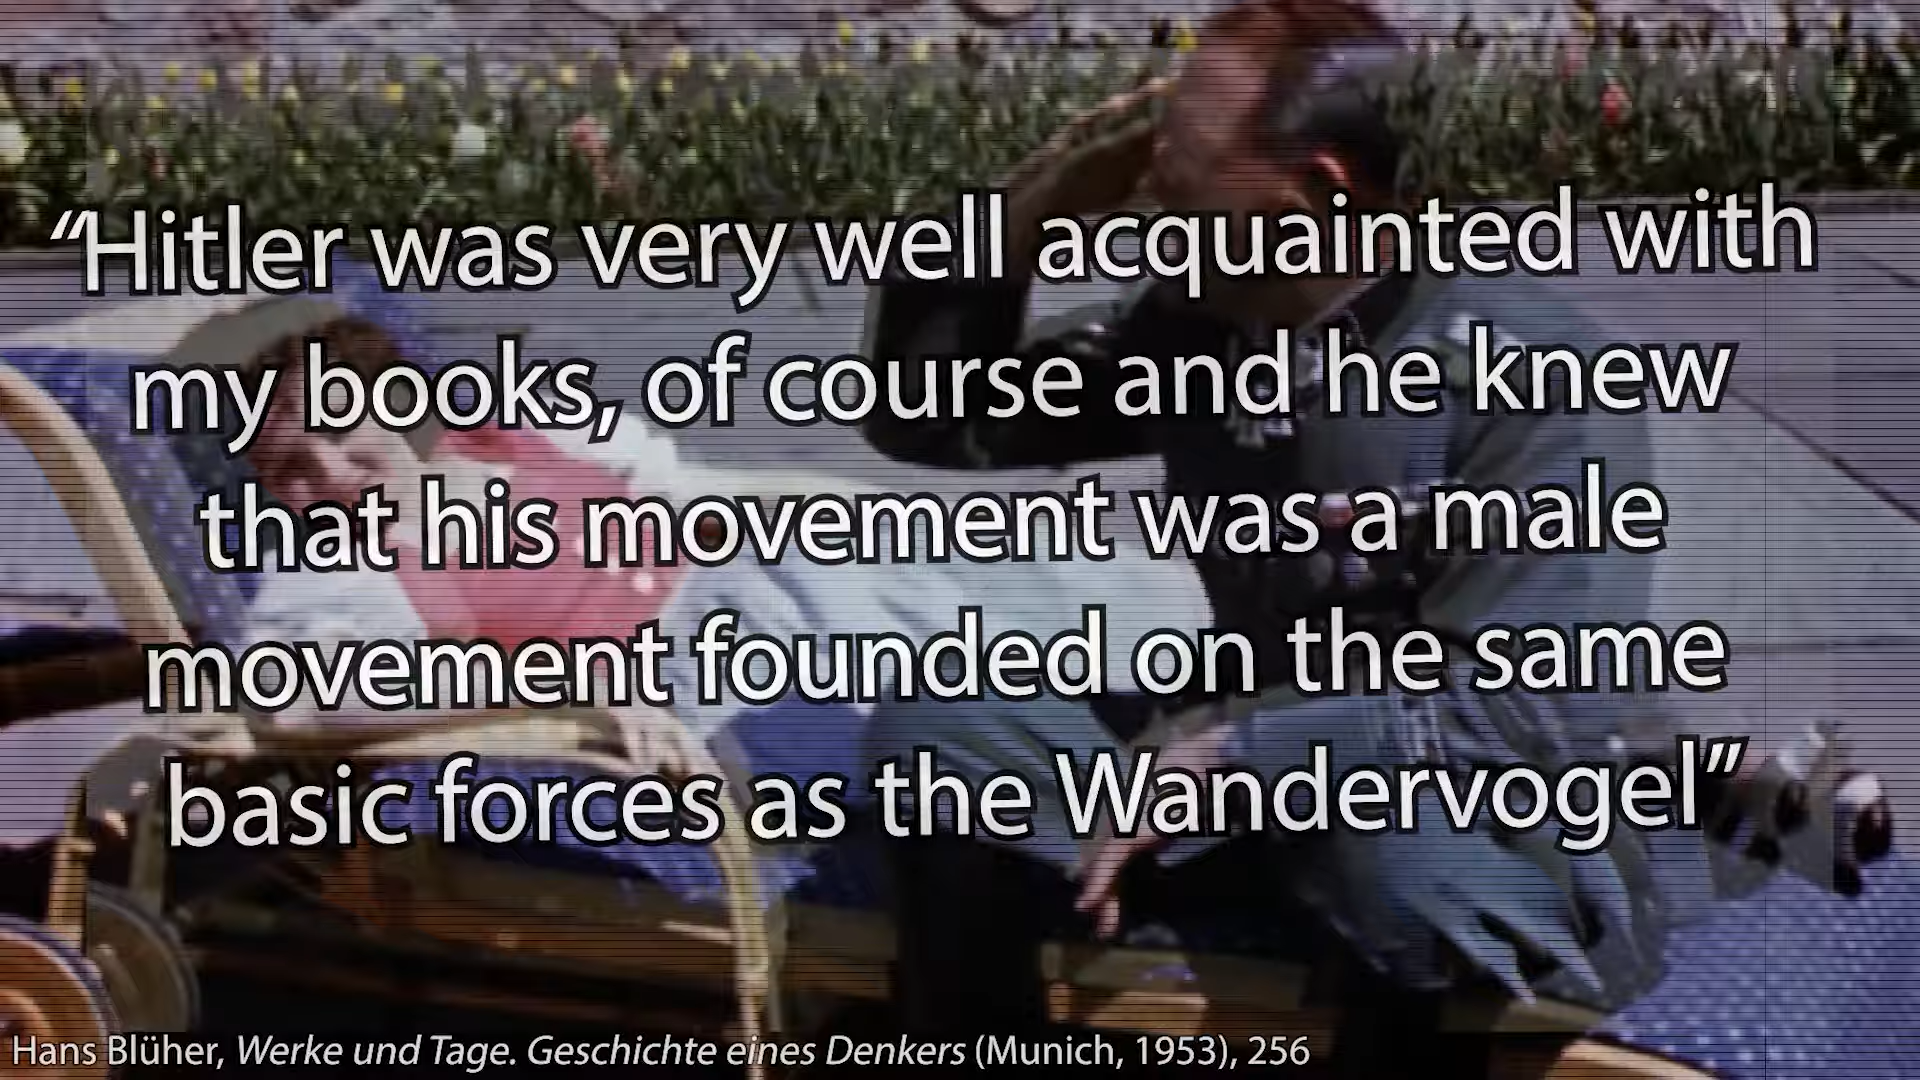 “Hitler was very well acquainted with
my books, of course and he knew
that his movement was a male
movement founded on the same
basic forces as the Wandervogel”
Hans Blüher, Werke und Tage. Geschichte eines Denkers (Munich, 1953), 256